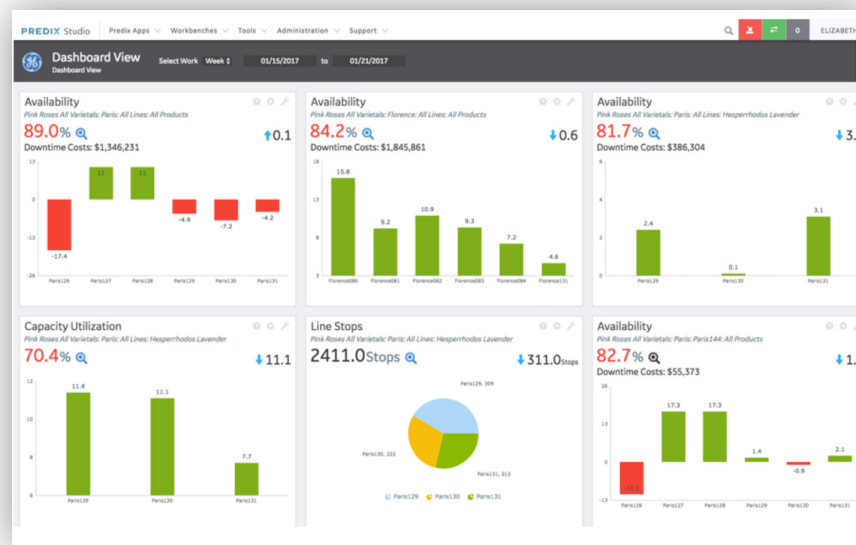 PREDIX Studio Predix Apps Workbenches Tools Administration Support 0 ELIZABETH
Dashboard View
Dashboard View
Select Work Week 01/15/2017 to 01/21/2017
Availability
Pink Roses All Varietals: Paris: All Lines: All Products
89.0% 0.1
Downtime Costs: $1,346,231
13
0
-13
-26
-17.4
11
11
-4.9
-7.2
-4.2
Paris126 Paris127 Paris128 Paris129 Paris130 Paris131
Availability
Pink Roses All Varietals: Florence: All Lines: All Products
84.2% 0.6
Downtime Costs: $1,845,861
18
13
8
3
15.8
9.2
10.9
9.3
7.2
4.6
Florence080 Florence081 Florence082 Florence083 Florence084 Florence131
Availability
Pink Roses All Varietals: Paris: All Lines: Hesperrhodos Lavender
81.7% 3.
Downtime Costs: $386,304
6
4
2
0
2.4
0.1
3.1
Paris129 Paris130 Paris131
Capacity Utilization
Pink Roses All Varietals: Paris: All Lines: Hesperrhodos Lavender
70.4% 11.1
12
10
8
6
11.4
11.1
7.7
Paris129 Paris130 Paris131
Line Stops
Pink Roses All Varietals: Paris: All Lines: Hesperrhodos Lavender
2411.0Stops 311.0Stops
Paris129, 309
Paris130, 222
Paris131, 213
Paris129 Paris130 Paris131
Availability
Pink Roses All Varietals: Paris: Paris144: All Products
82.7% 1.
Downtime Costs: $55,373
26
13
0
-13
17.3
17.3
1.4
-0.9
2.1
Paris126 Paris127 Paris128 Paris129 Paris130 Paris131